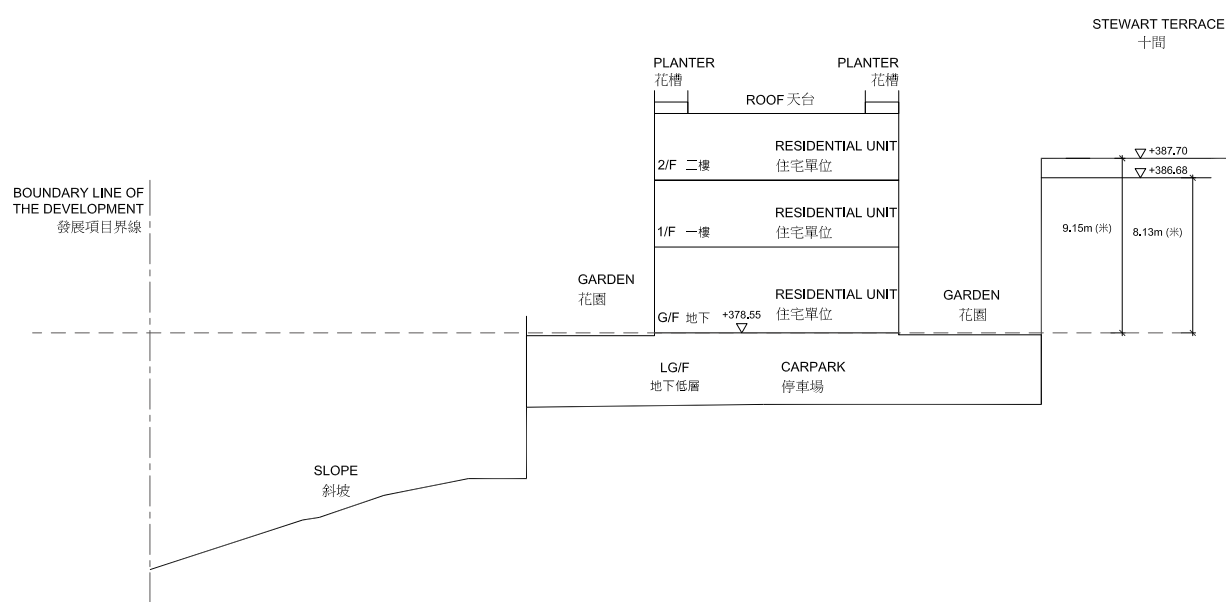 STEWART TERRACE
十間
PLANTER
花槽
PLANTER
花槽
ROOF 天台
RESIDENTIAL UNIT
2/F 二樓
住宅單位
+387.70
+386.68
BOUNDARY LINE OF
THE DEVELOPMENT
發展項目界線
RESIDENTIAL UNIT
1/F 一樓
住宅單位
9.15m (米)
8.13m (米)
GARDEN
花園
RESIDENTIAL UNIT
GARDEN
花園
G/F 地下
+378.55
住宅單位
LG/F
地下低層
CARPARK
停車場
SLOPE
斜坡